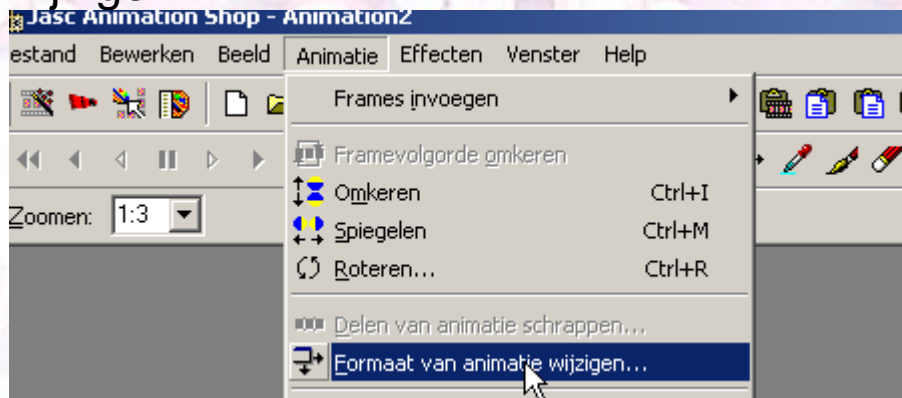 Jasc Animation Shop - Animation2
estand Bewerken Beeld Animatie Effecten Venster Help
Frames invoegen
Framevolgorde omkeren
Omkeren Ctrl+I
Zoomen: 1:3
Spiegelen Ctrl+M
Roteren... Ctrl+R
Delen van animatie schrappen...
Formaat van animatie wijzigen...